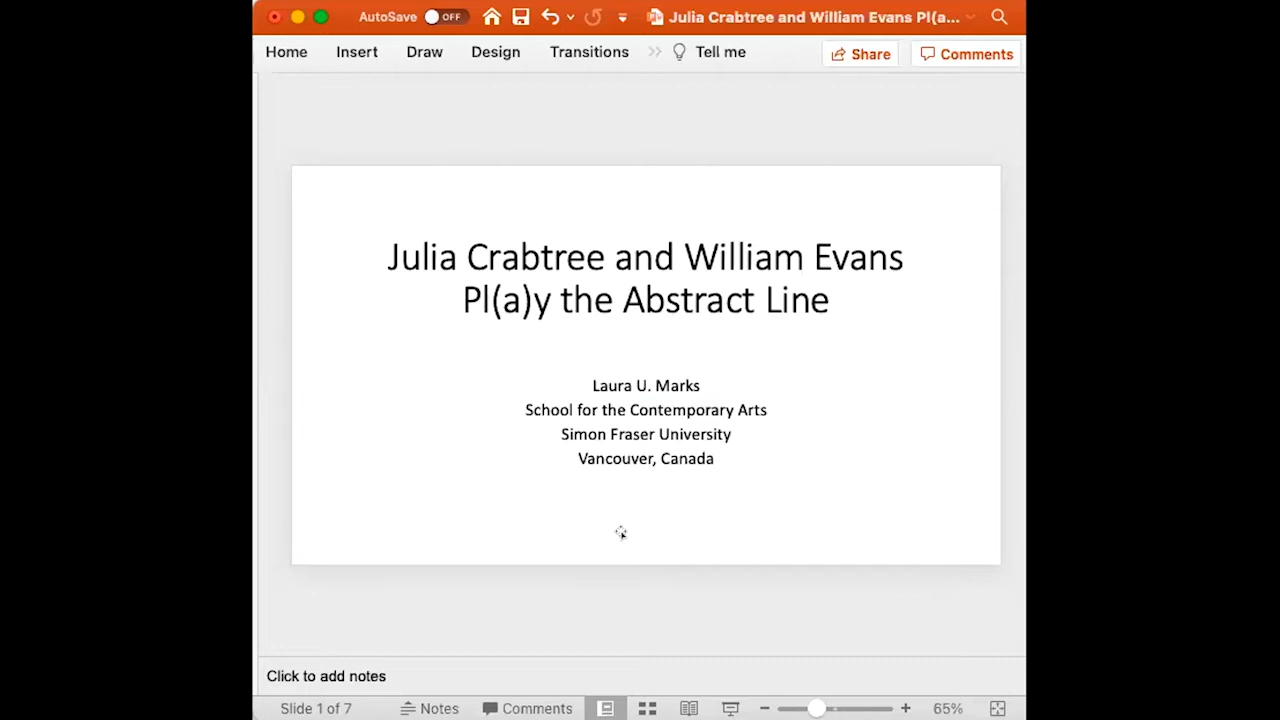 AutoSave OFF Julia Crabtree and William Evans Pl(a...
Home Insert Draw Design Transitions Tell me Share Comments
Julia Crabtree and William Evans
Pl(a)y the Abstract Line
Laura U. Marks
School for the Contemporary Arts
Simon Fraser University
Vancouver, Canada
Click to add notes
Slide 1 of 7 Notes Comments 65%